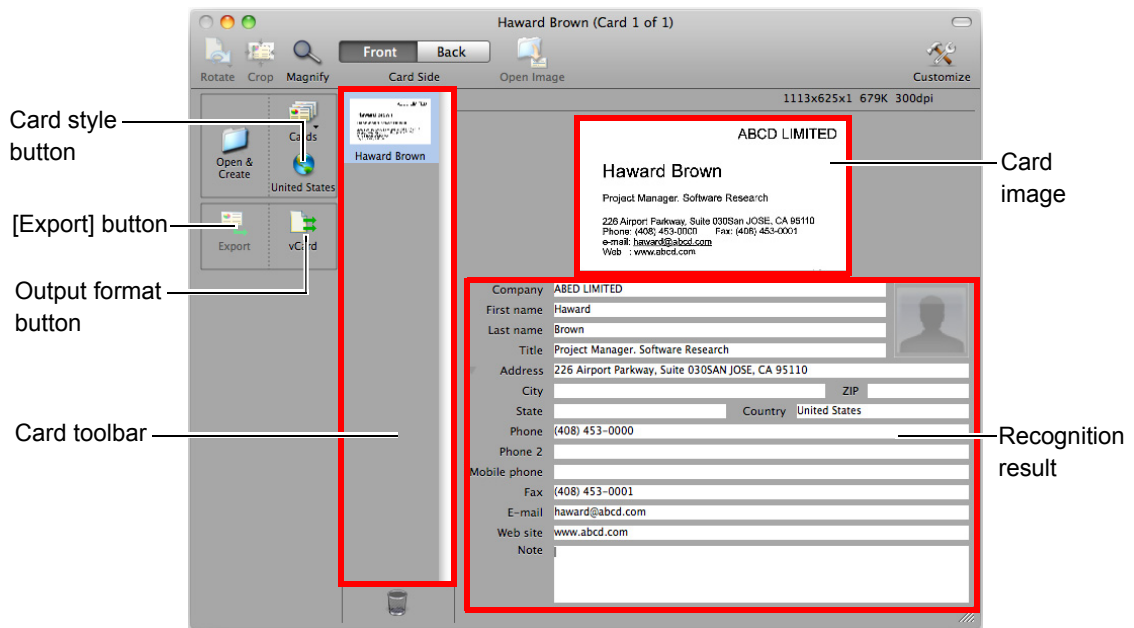 Haward Brown (Card 1 of 1)
Rotate Crop Magnify
Front Back
Card Side
Open Image
Customize
1113x625x1 679K 300dpi
Card style
button
[Export] button
Output format
button
Card toolbar
Open &
Create
Cards
United States
Export
vCard
Haward Brown
ABCD LIMITED
Haward Brown
Project Manager. Software Research
226 Airport Parkway, Suite 030San JOSE, CA 95110
Phone: (408) 453-0000 Fax: (408) 453-0001
e-mail: haward@abcd.com
Web : www.abcd.com
Card
image
Company ABED LIMITED
First name Haward
Last name Brown
Title Project Manager. Software Research
Address 226 Airport Parkway, Suite 030SAN JOSE, CA 95110
City ZIP
State Country United States
Phone (408) 453-0000
Phone 2
Mobile phone
Fax (408) 453-0001
E-mail haward@abcd.com
Web site www.abcd.com
Note
Recognition
result